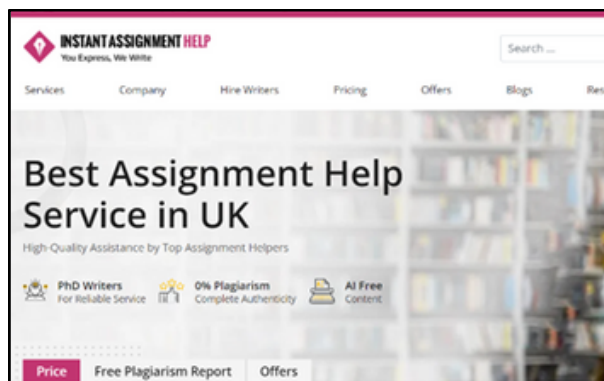 INSTANT ASSIGNMENT HELP
You Express, We Write
Search ...
Services Company Hire Writers Pricing Offers Blogs
Best Assignment Help
Service in UK
High-Quality Assistance by Top Assignment Helpers
PhD Writers 0% Plagiarism AI Free
For Reliable Service Complete Authenticity Content
Price Free Plagiarism Report Offers